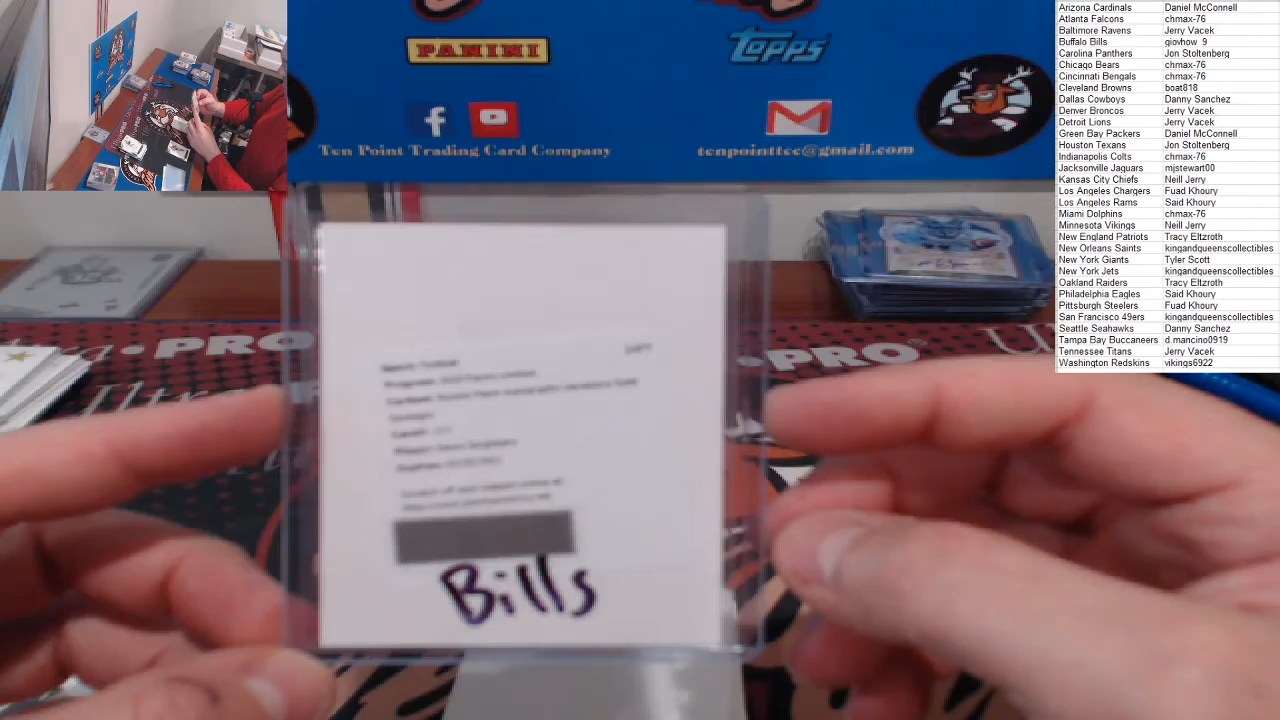 PANINI
topps
Ten Point Trading Card Company
tenpointtcc@gmail.com
PRO
PRO
U
Bills
Arizona Cardinals Daniel McConnell
Atlanta Falcons chmax-76
Baltimore Ravens Jerry Vacek
Buffalo Bills giovhow_9
Carolina Panthers Jon Stoltenberg
Chicago Bears chmax-76
Cincinnati Bengals chmax-76
Cleveland Browns boat818
Dallas Cowboys Danny Sanchez
Denver Broncos Jerry Vacek
Detroit Lions Jerry Vacek
Green Bay Packers Daniel McConnell
Houston Texans Jon Stoltenberg
Indianapolis Colts chmax-76
Jacksonville Jaguars mjstewart00
Kansas City Chiefs Neill Jerry
Los Angeles Chargers Fuad Khoury
Los Angeles Rams Said Khoury
Miami Dolphins chmax-76
Minnesota Vikings Neill Jerry
New England Patriots Tracy Eltzroth
New Orleans Saints kingandqueenscollectibles
New York Giants Tyler Scott
New York Jets kingandqueenscollectibles
Oakland Raiders Tracy Eltzroth
Philadelphia Eagles Said Khoury
Pittsburgh Steelers Fuad Khoury
San Francisco 49ers kingandqueenscollectibles
Seattle Seahawks Danny Sanchez
Tampa Bay Buccaneers d.mancino0919
Tennessee Titans Jerry Vacek
Washington Redskins vikings6922